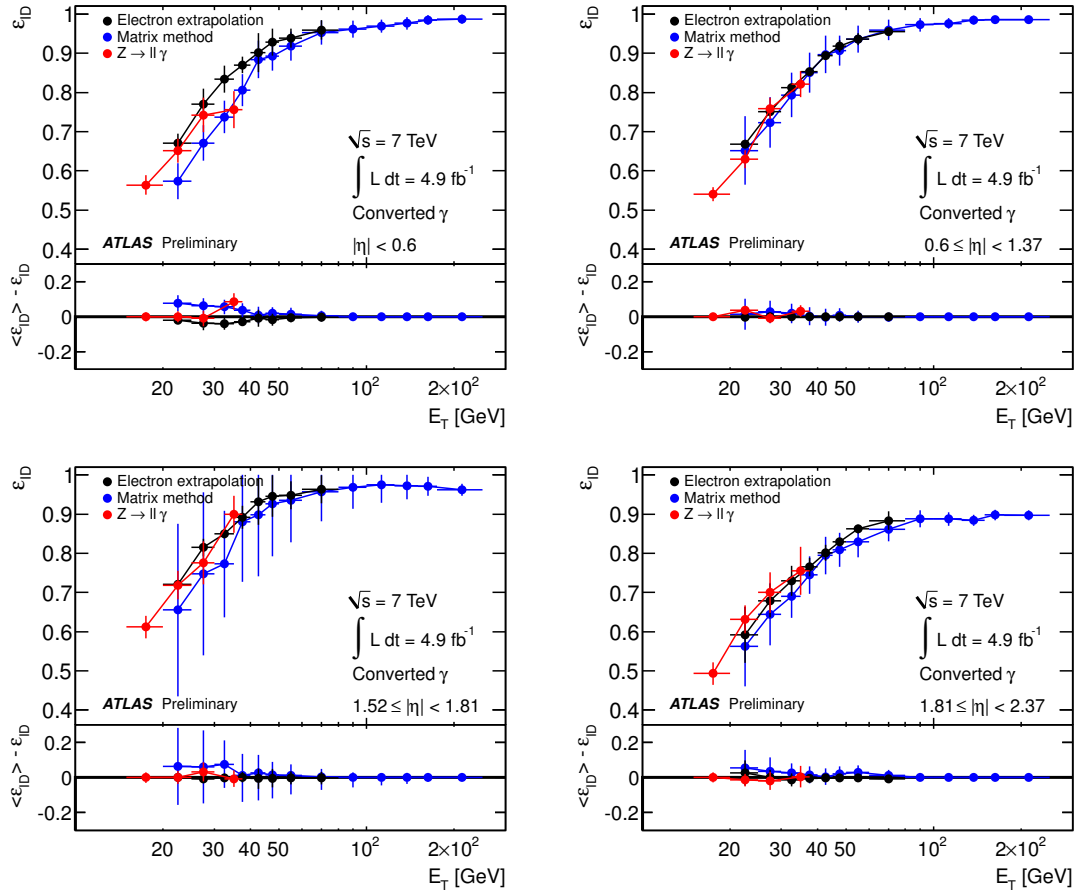 ε_ID
1
0.9
0.8
0.7
0.6
0.5
0.4
Electron extrapolation
Matrix method
Z → ll γ
√s = 7 TeV
∫ L dt = 4.9 fb⁻¹
Converted γ
ATLAS Preliminary
|η| < 0.6
<ε_ID> - ε_ID
0.2
0
-0.2
20 30 40 50 10² 2×10²
E_T [GeV]
ε_ID
1
0.9
0.8
0.7
0.6
0.5
0.4
Electron extrapolation
Matrix method
Z → ll γ
√s = 7 TeV
∫ L dt = 4.9 fb⁻¹
Converted γ
ATLAS Preliminary
0.6 ≤ |η| < 1.37
<ε_ID> - ε_ID
0.2
0
-0.2
20 30 40 50 10² 2×10²
E_T [GeV]
ε_ID
1
0.9
0.8
0.7
0.6
0.5
0.4
Electron extrapolation
Matrix method
Z → ll γ
√s = 7 TeV
∫ L dt = 4.9 fb⁻¹
Converted γ
ATLAS Preliminary
1.52 ≤ |η| < 1.81
<ε_ID> - ε_ID
0.2
0
-0.2
20 30 40 50 10² 2×10²
E_T [GeV]
ε_ID
1
0.9
0.8
0.7
0.6
0.5
0.4
Electron extrapolation
Matrix method
Z → ll γ
√s = 7 TeV
∫ L dt = 4.9 fb⁻¹
Converted γ
ATLAS Preliminary
1.81 ≤ |η| < 2.37
<ε_ID> - ε_ID
0.2
0
-0.2
20 30 40 50 10² 2×10²
E_T [GeV]